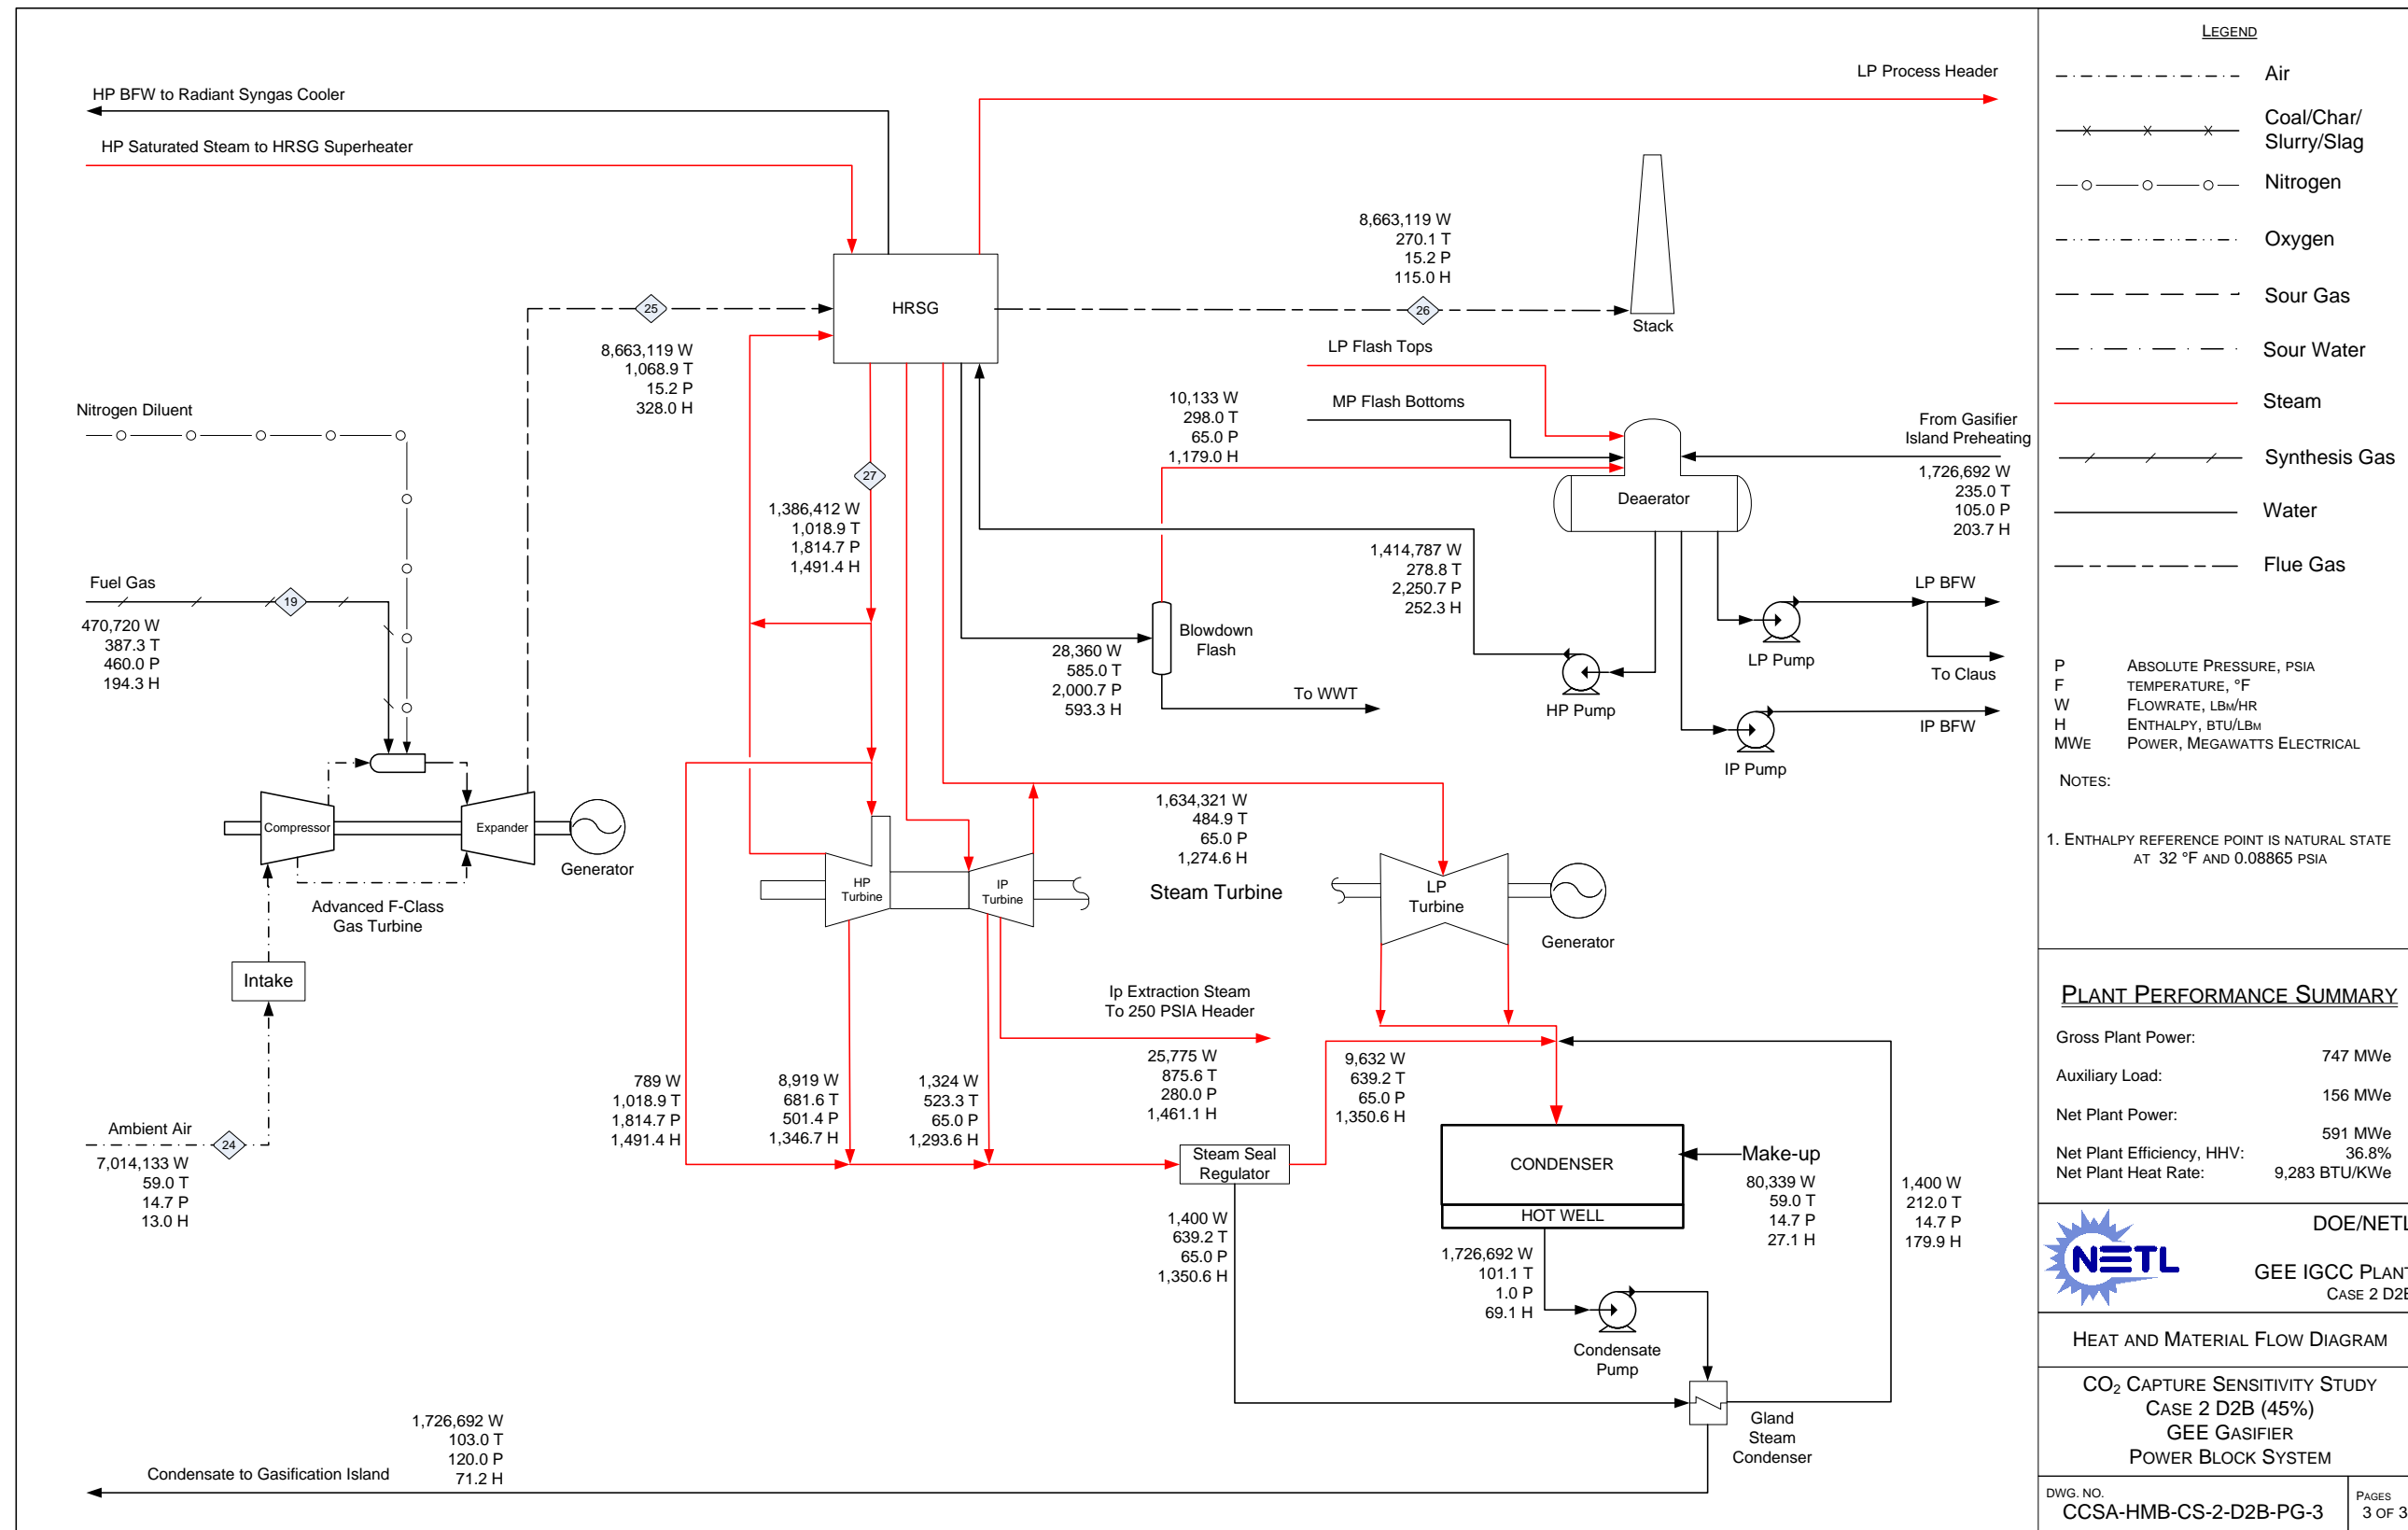 HP BFW to Radiant Syngas Cooler
HP Saturated Steam to HRSG Superheater
LP Process Header
HRSG
25
8,663,119 W
1,068.9 T
15.2 P
328.0 H
8,663,119 W
270.1 T
15.2 P
115.0 H
26
Stack
LP Flash Tops
MP Flash Bottoms
10,133 W
298.0 T
65.0 P
1,179.0 H
From Gasifier
Island Preheating
1,726,692 W
235.0 T
105.0 P
203.7 H
Deaerator
Nitrogen Diluent
27
1,386,412 W
1,018.9 T
1,814.7 P
1,491.4 H
1,414,787 W
278.8 T
2,250.7 P
252.3 H
Fuel Gas
19
470,720 W
387.3 T
460.0 P
194.3 H
Blowdown
Flash
28,360 W
585.0 T
2,000.7 P
593.3 H
To WWT
HP Pump
LP Pump
LP BFW
To Claus
IP BFW
IP Pump
Compressor
Expander
Generator
Advanced F-Class
Gas Turbine
Intake
Ambient Air
24
7,014,133 W
59.0 T
14.7 P
13.0 H
1,634,321 W
484.9 T
65.0 P
1,274.6 H
HP
Turbine
IP
Turbine
Steam Turbine
LP
Turbine
Generator
Ip Extraction Steam
To 250 PSIA Header
25,775 W
875.6 T
280.0 P
1,461.1 H
789 W
1,018.9 T
1,814.7 P
1,491.4 H
8,919 W
681.6 T
501.4 P
1,346.7 H
1,324 W
523.3 T
65.0 P
1,293.6 H
9,632 W
639.2 T
65.0 P
1,350.6 H
Steam Seal
Regulator
1,400 W
639.2 T
65.0 P
1,350.6 H
CONDENSER
HOT WELL
Make-up
80,339 W
59.0 T
14.7 P
27.1 H
1,400 W
212.0 T
14.7 P
179.9 H
1,726,692 W
101.1 T
1.0 P
69.1 H
Condensate
Pump
Gland
Steam
Condenser
1,726,692 W
103.0 T
120.0 P
71.2 H
Condensate to Gasification Island
LEGEND
Air
Coal/Char/
Slurry/Slag
Nitrogen
Oxygen
Sour Gas
Sour Water
Steam
Synthesis Gas
Water
Flue Gas
P ABSOLUTE PRESSURE, PSIA
F TEMPERATURE, °F
W FLOWRATE, LBM/HR
H ENTHALPY, BTU/LBM
MWE POWER, MEGAWATTS ELECTRICAL
NOTES:
1. ENTHALPY REFERENCE POINT IS NATURAL STATE
AT 32 °F AND 0.08865 PSIA
PLANT PERFORMANCE SUMMARY
Gross Plant Power:
747 MWe
Auxiliary Load:
156 MWe
Net Plant Power:
591 MWe
Net Plant Efficiency, HHV: 36.8%
Net Plant Heat Rate: 9,283 BTU/KWe
NETL
DOE/NETL
GEE IGCC PLANT
CASE 2 D2B
HEAT AND MATERIAL FLOW DIAGRAM
CO2 CAPTURE SENSITIVITY STUDY
CASE 2 D2B (45%)
GEE GASIFIER
POWER BLOCK SYSTEM
DWG. NO.
CCSA-HMB-CS-2-D2B-PG-3
PAGES
3 OF 3